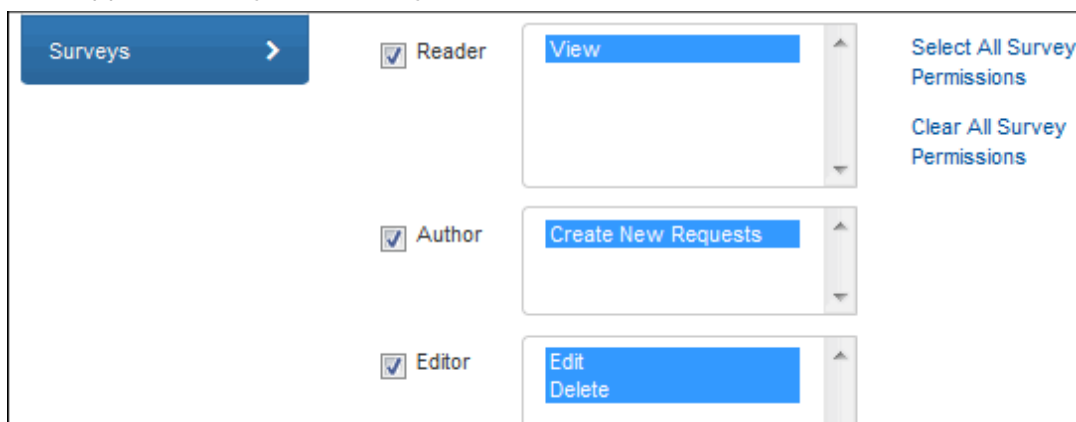 Surveys
Reader
View
Select All Survey
Permissions
Clear All Survey
Permissions
Author
Create New Requests
Editor
Edit
Delete